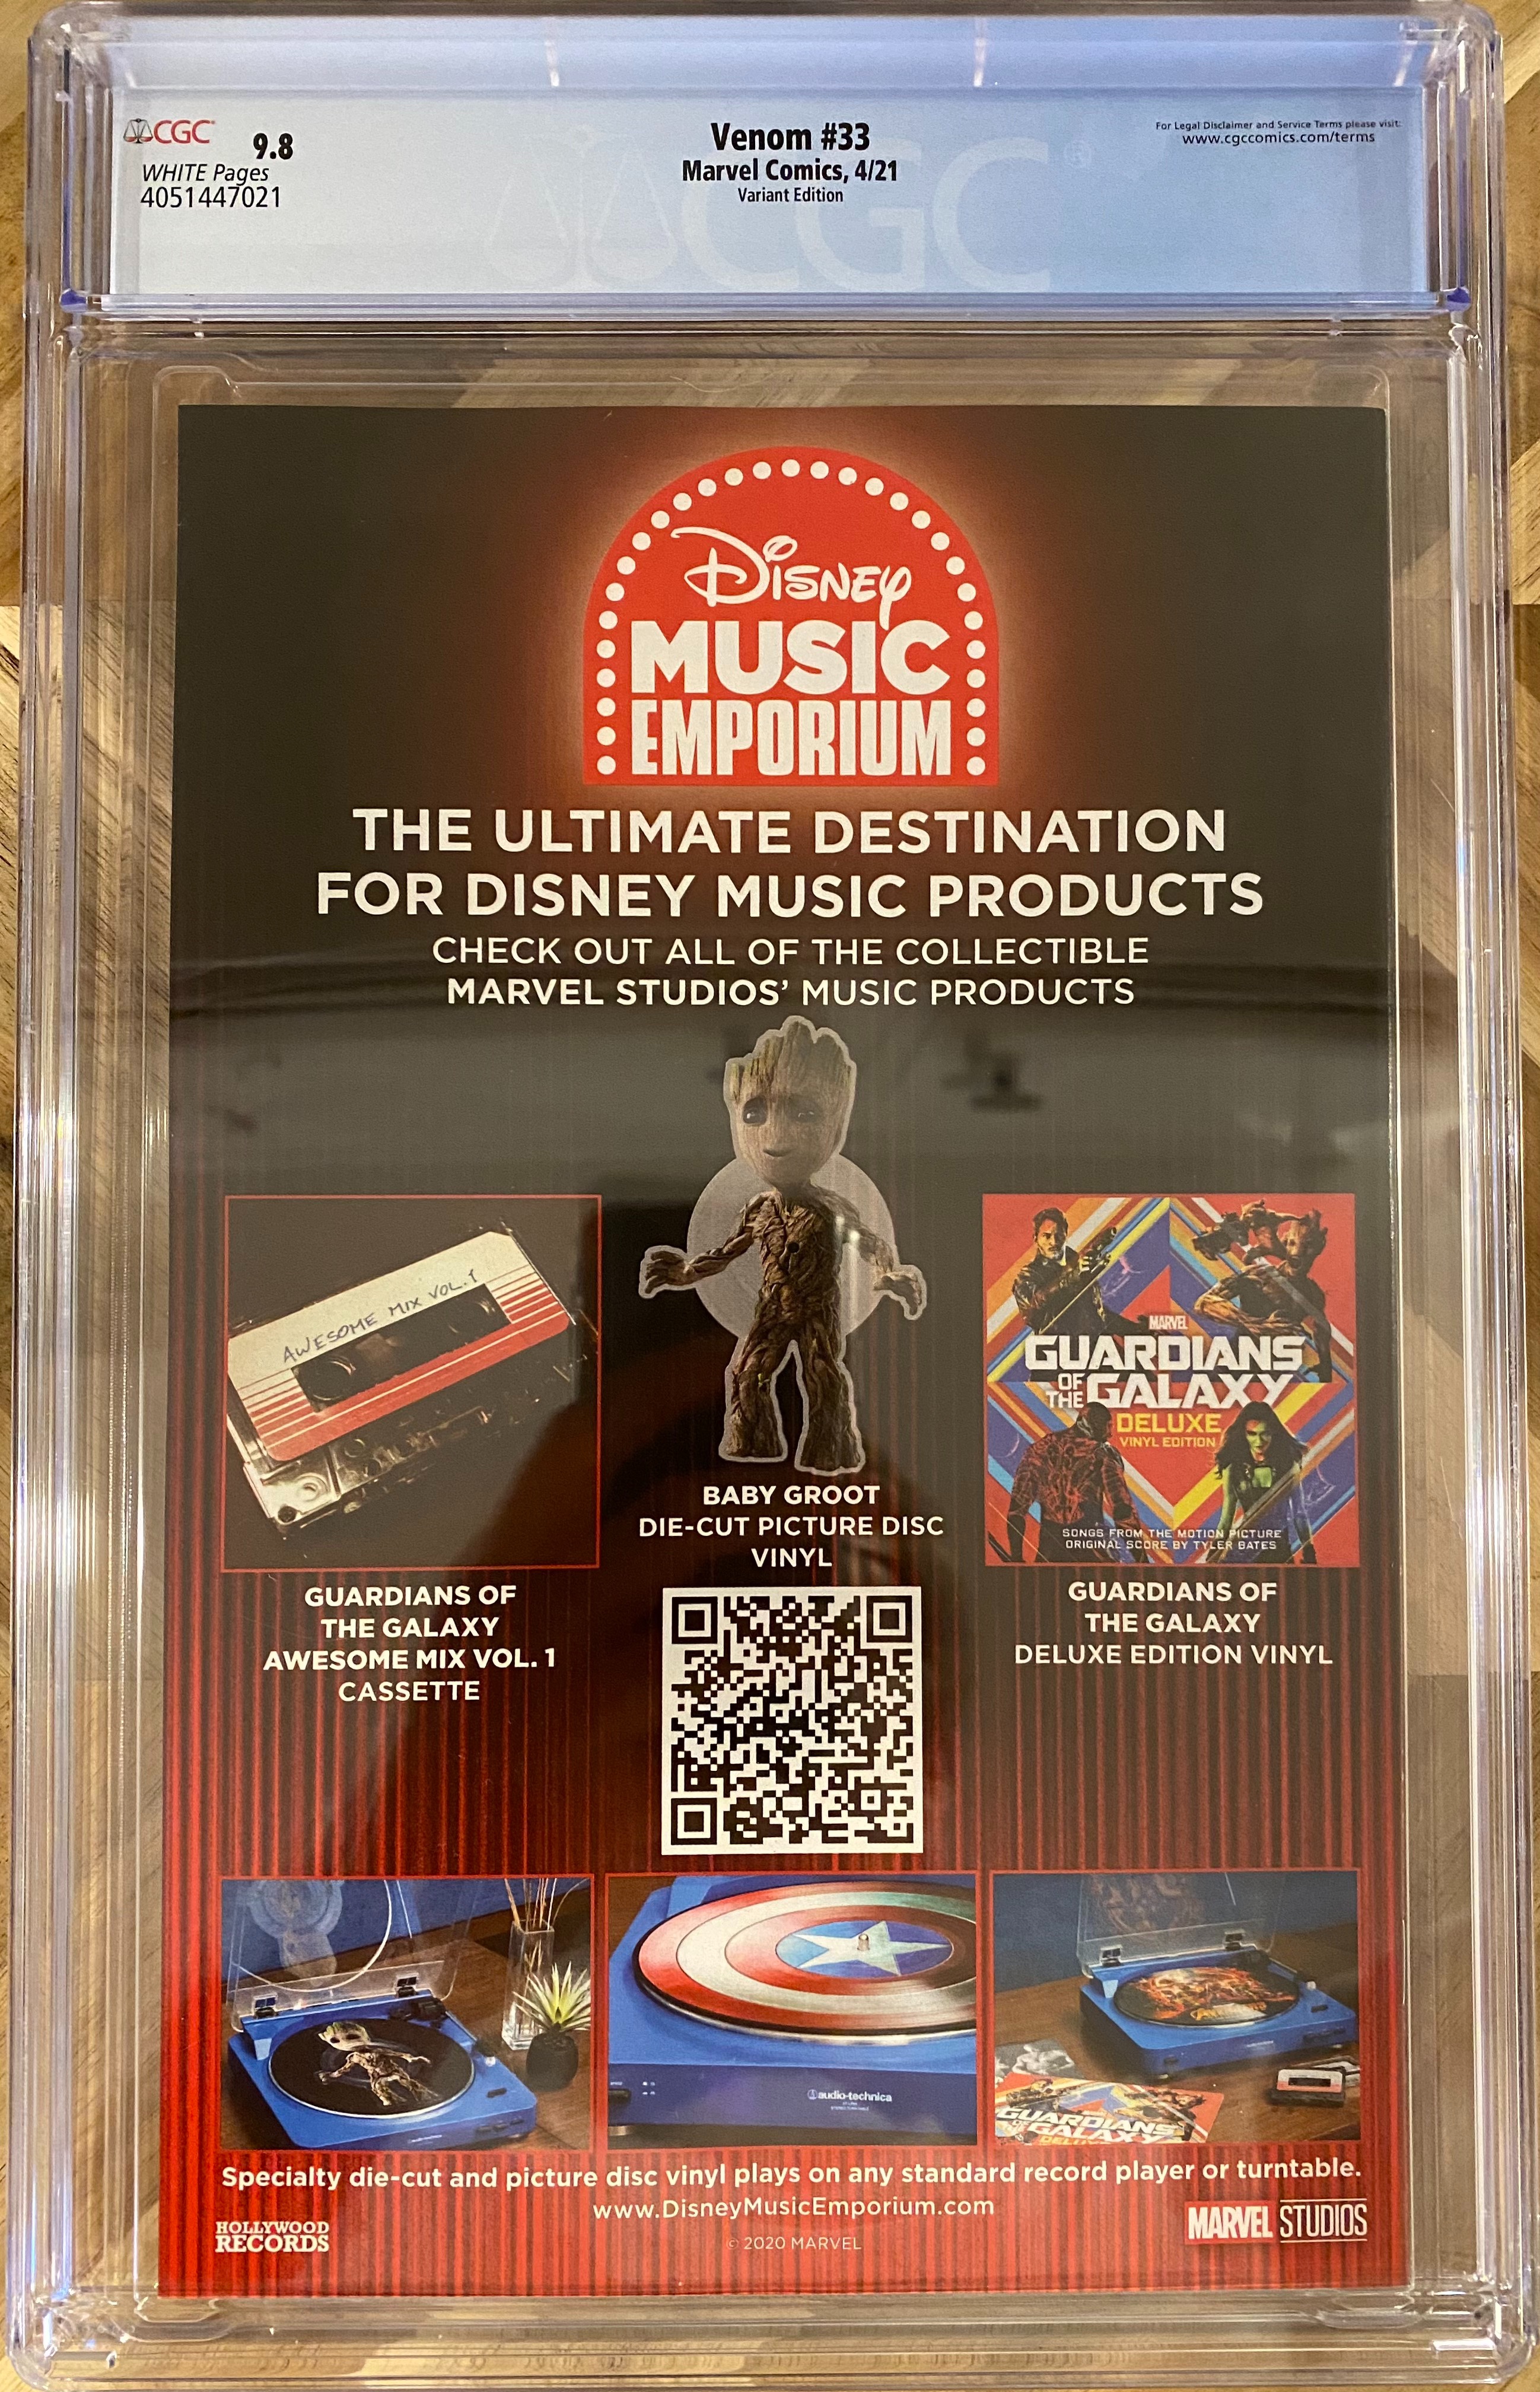 CGC
9.8
WHITE Pages
4051447021
Venom #33
Marvel Comics, 4/21
Variant Edition
For Legal Disclaimer and Service Terms please visit:
www.cgccomics.com/terms
CGC
Disney
MUSIC
EMPORIUM
THE ULTIMATE DESTINATION
FOR DISNEY MUSIC PRODUCTS
CHECK OUT ALL OF THE COLLECTIBLE
MARVEL STUDIOS' MUSIC PRODUCTS
AWESOME MIX VOL. 1
MARVEL
GUARDIANS
OF
THE GALAXY
DELUXE
VINYL EDITION
SONGS FROM THE MOTION PICTURE
ORIGINAL SCORE BY TYLER BATES
BABY GROOT
DIE-CUT PICTURE DISC
VINYL
GUARDIANS OF
THE GALAXY
AWESOME MIX VOL. 1
CASSETTE
GUARDIANS OF
THE GALAXY
DELUXE EDITION VINYL
audio-technica
GUARDIANS
OF
THE GALAXY
DELUXE
Specialty die-cut and picture disc vinyl plays on any standard record player or turntable.
www.DisneyMusicEmporium.com
HOLLYWOOD
RECORDS
© 2020 MARVEL
MARVEL STUDIOS